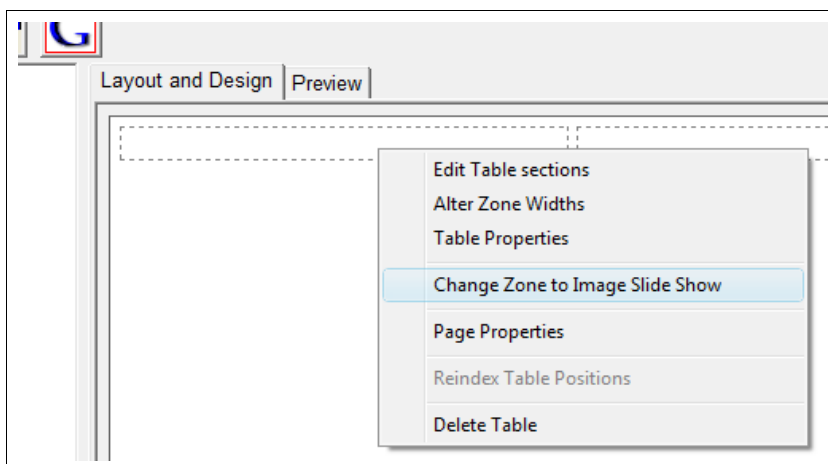 G
Layout and Design
Preview
Edit Table sections
Alter Zone Widths
Table Properties
Change Zone to Image Slide Show
Page Properties
Reindex Table Positions
Delete Table